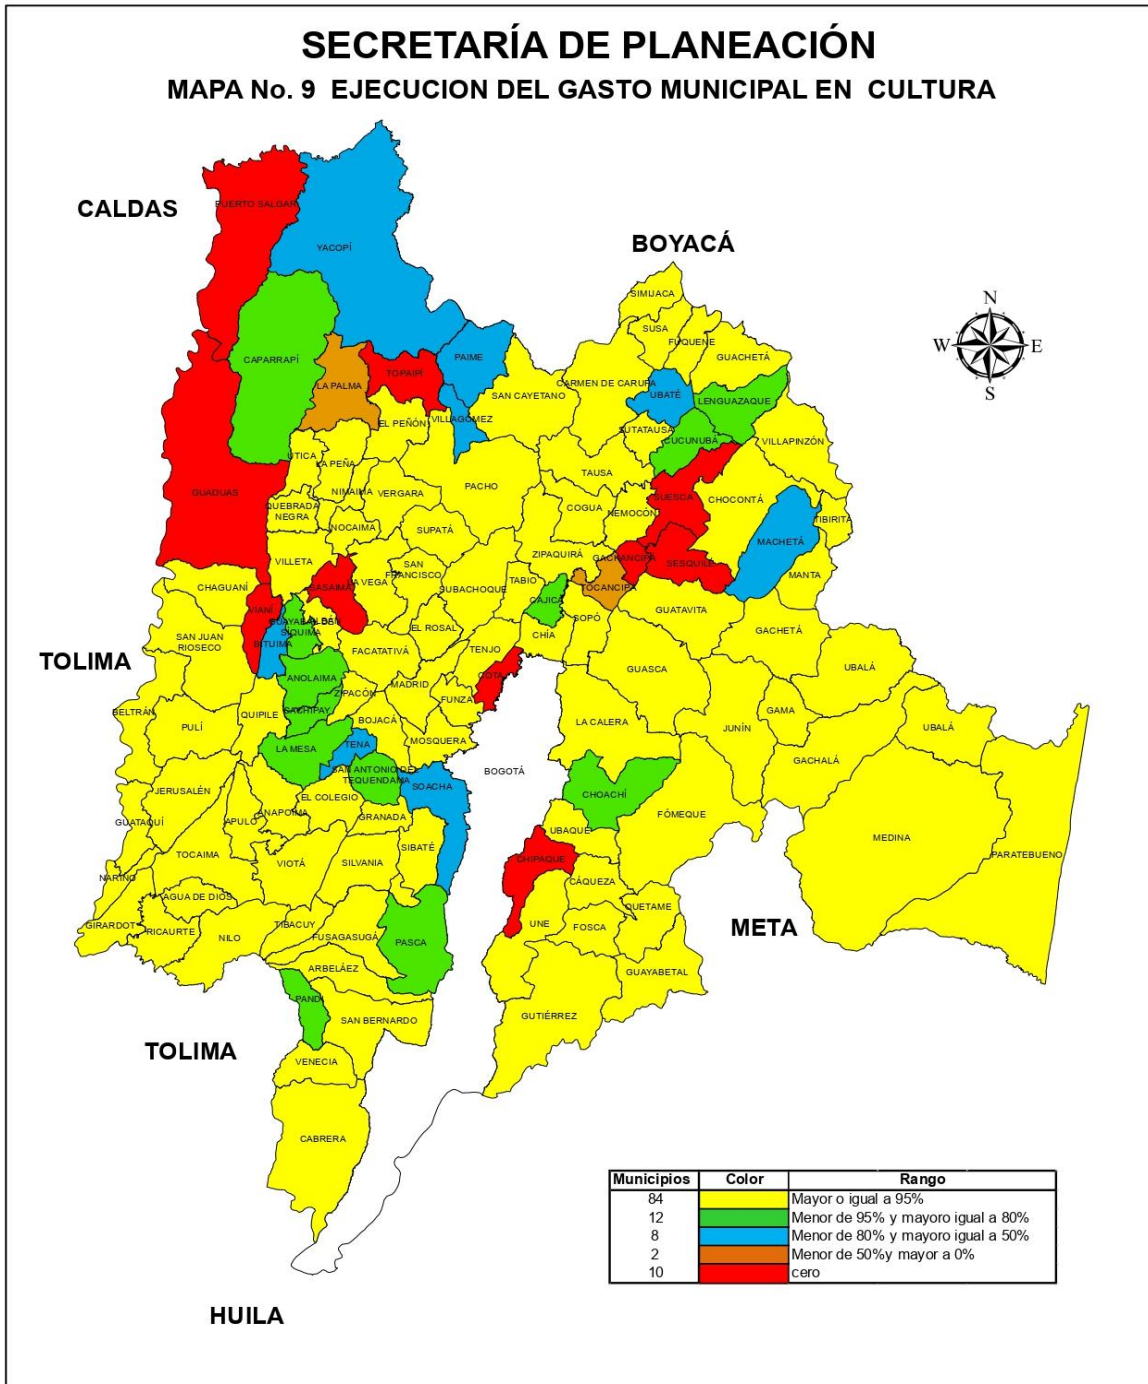 SECRETARÍA DE PLANEACIÓN
MAPA No. 9 EJECUCION DEL GASTO MUNICIPAL EN CULTURA
CALDAS
PUERTO SALGAR
YACOPÍ
BOYACÁ
SIMIJACA
SUSA
FUQUENE
GUACHETÁ
N
W
E
S
CAPARRAPÍ
LA PALMA
TOPAIPÍ
PAIME
VILLAGOMEZ
EL PEÑÓN
SAN CAYETANO
CARMEN DE CARUPA
UBATÉ
LENGUAZAQUE
SUTATAUSA
CUCUNUBÁ
VILLAPINZÓN
GUADUAS
ÚTICA
LA PEÑA
NIMAIMA
VERGARA
PACHO
TAUSA
SUESCA
CHOCONTÁ
QUEBRADA
NEGRA
NOCAIMA
SUPATÁ
COGUA
NEMOCÓN
TIBIRITA
MACHETÁ
VILLETA
SASAIMA
LA VEGA
SAN
FRANCISCO
SUBACHOQUE
TABIO
ZIPAQUIRÁ
GACHANCIPA
TOCANCIPA
SESQUILÉ
MANTA
CHAGUANÍ
VIANÍ
BITUIMA
GUAYABAL DE
SIQUIMA
ALBÁN
EL ROSAL
CAJICÁ
CHÍA
SOPÓ
GUATAVITA
GACHETÁ
SAN JUAN
RIOSECO
TOLIMA
FACATATIVÁ
TENJO
COTA
GUASCA
UBALÁ
ANOLAIMA
ZIPACÓN
MADRID
FUNZA
CACHIPAY
BELTRÁN
PULÍ
QUIPILE
BOJACÁ
MOSQUERA
LA CALERA
JUNÍN
GAMA
UBALÁ
GACHALÁ
LA MESA
TENA
SAN ANTONIO DEL
TEQUENDAMA
SOACHA
BOGOTÁ
CHOACHÍ
FÓMEQUE
JERUSALÉN
GUATAQUÍ
APULO
ANAPOIMA
EL COLEGIO
GRANADA
UBAQUE
MEDINA
PARATEBUENO
TOCAIMA
VIOTÁ
SILVANIA
SIBATÉ
CHIPAQUE
NARIÑO
AGUA DE DIOS
CÁQUEZA
QUETAME
GIRARDOT
RICAURTE
NILO
TIBACUY
FUSAGASUGÁ
PASCA
UNE
FOSCA
META
ARBELÁEZ
GUAYABETAL
PANDI
SAN BERNARDO
GUTIÉRREZ
TOLIMA
VENECIA
CABRERA
HUILA
Municipios Color Rango
84 Mayor o igual a 95%
12 Menor de 95% y mayoro igual a 80%
8 Menor de 80% y mayoro igual a 50%
2 Menor de 50%y mayor a 0%
10 cero